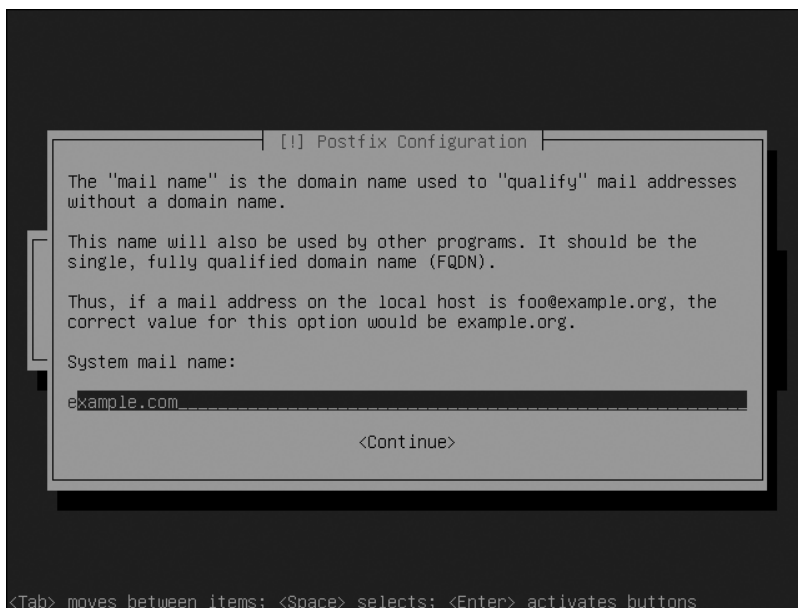 [!] Postfix Configuration
The "mail name" is the domain name used to "qualify" mail addresses
without a domain name.
This name will also be used by other programs. It should be the
single, fully qualified domain name (FQDN).
Thus, if a mail address on the local host is foo@example.org, the
correct value for this option would be example.org.
System mail name:
example.com_________________________________________________________
<Continue>
<Tab> moves between items; <Space> selects; <Enter> activates buttons